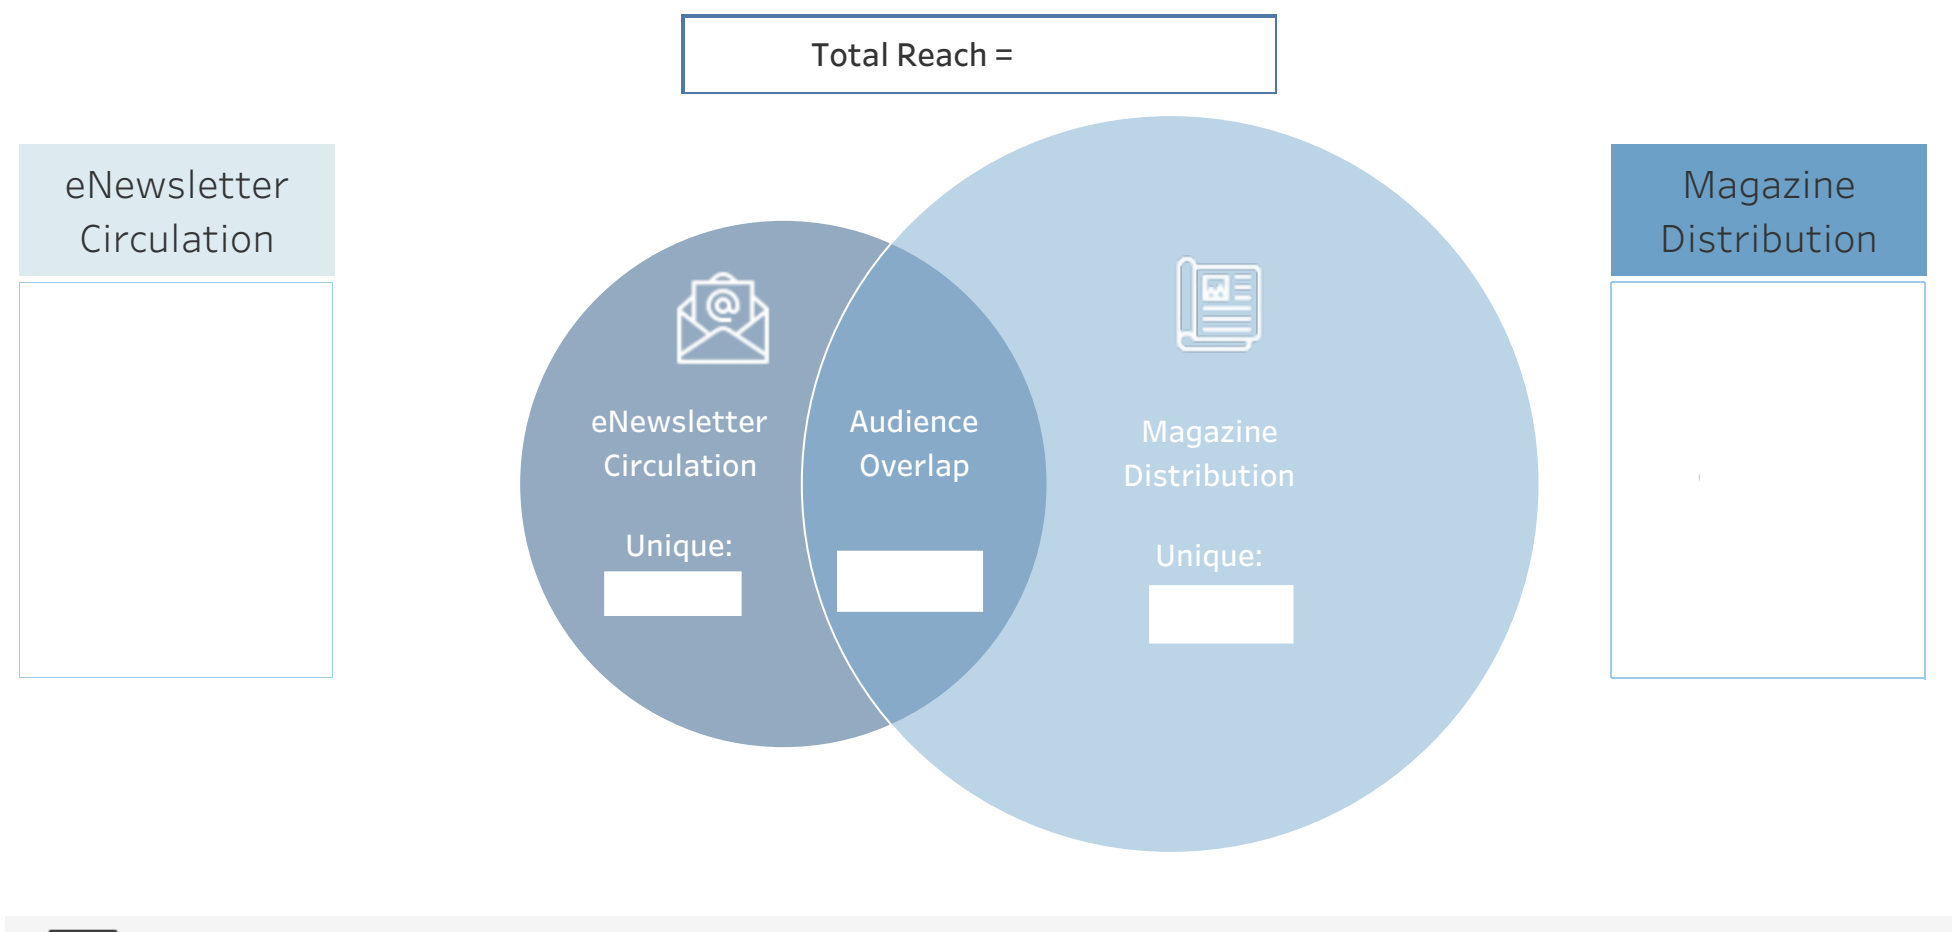 Total Reach =
eNewsletter
Circulation
Magazine
Distribution
eNewsletter
Circulation
Unique:
Audience
Overlap
Magazine
Distribution
Unique: